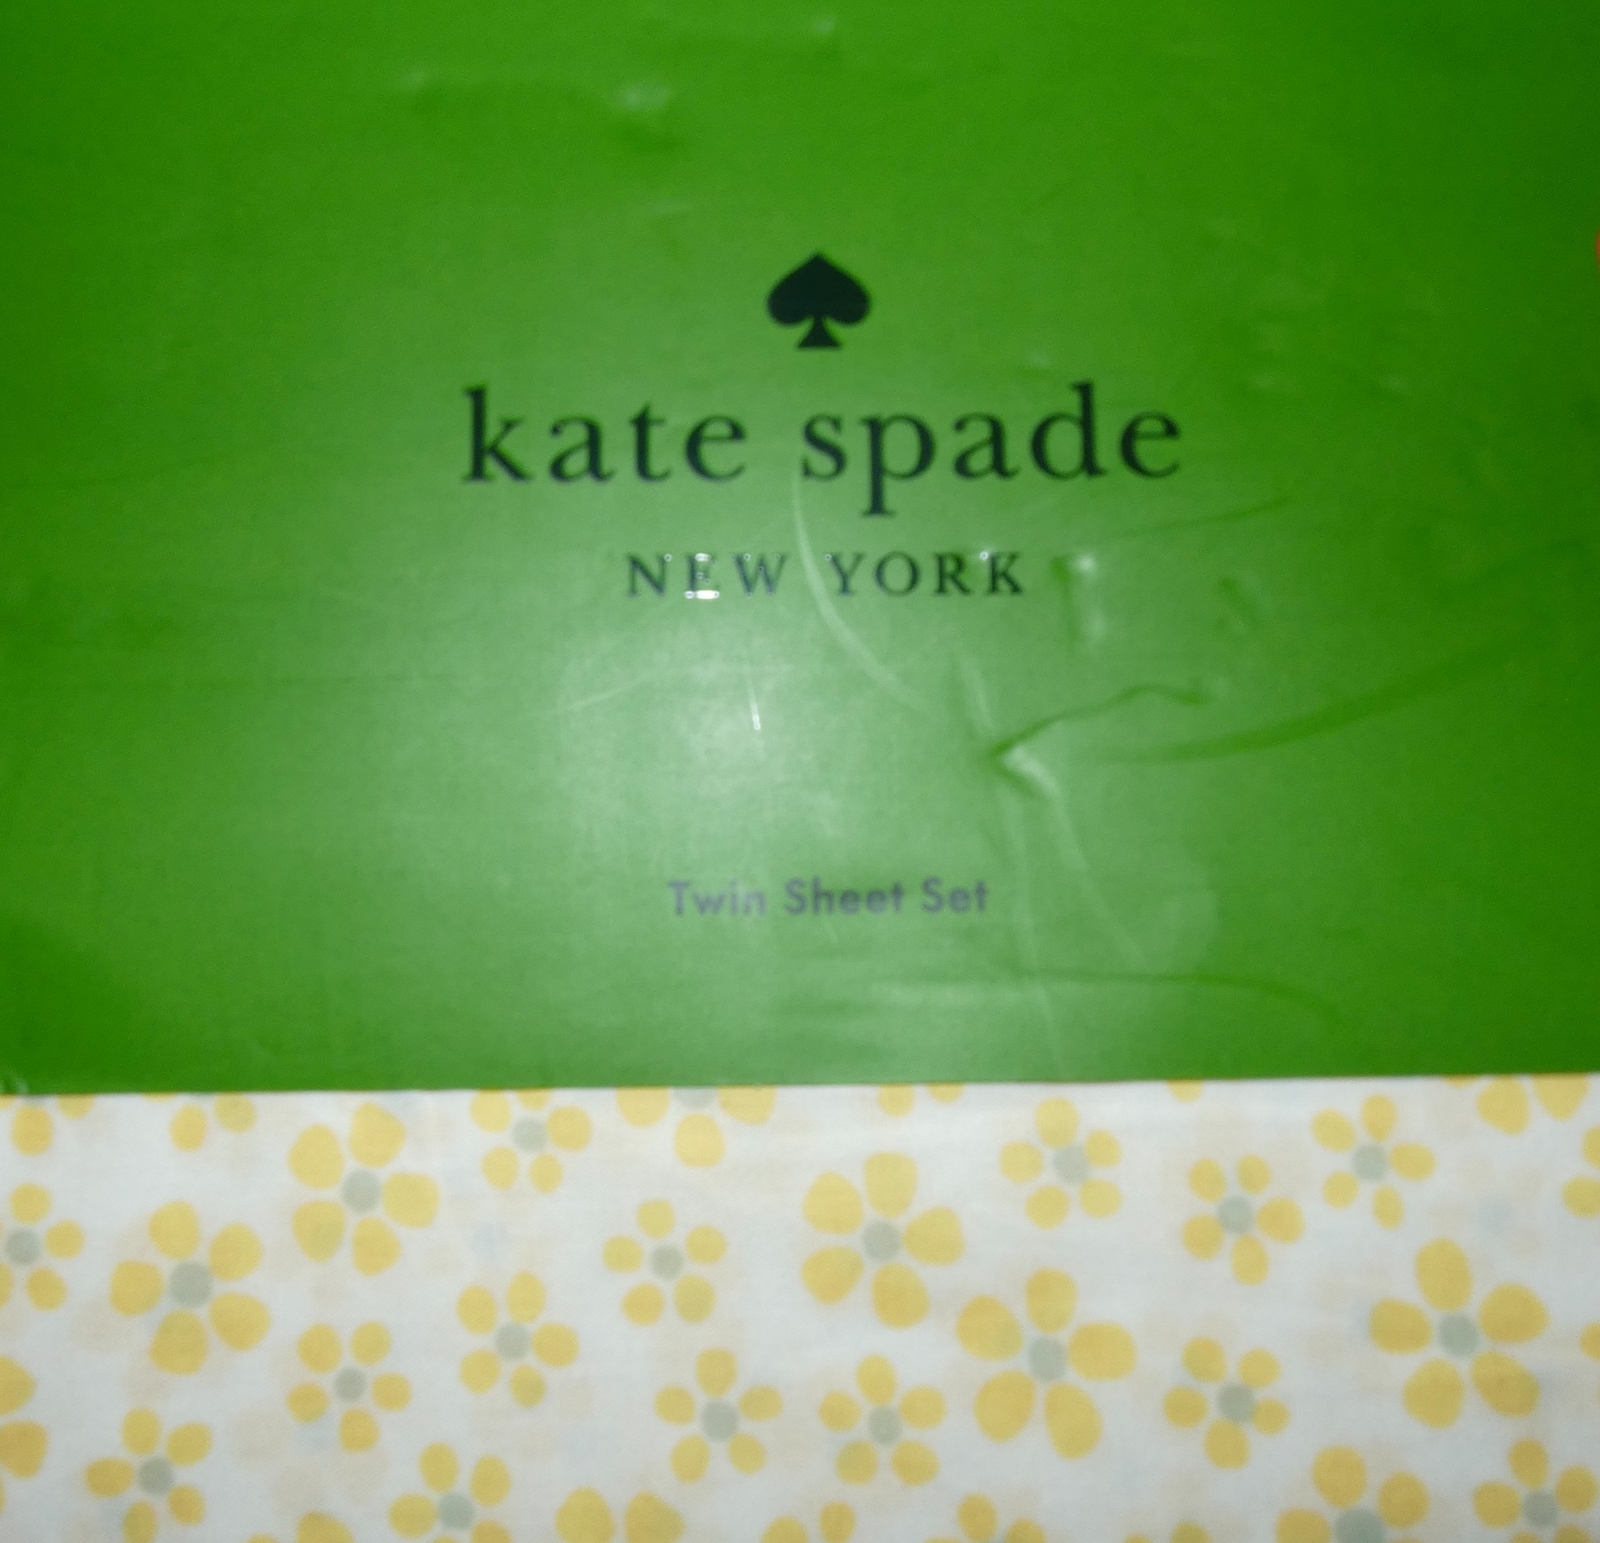 kate spade
NEW YORK
Twin Sheet Set